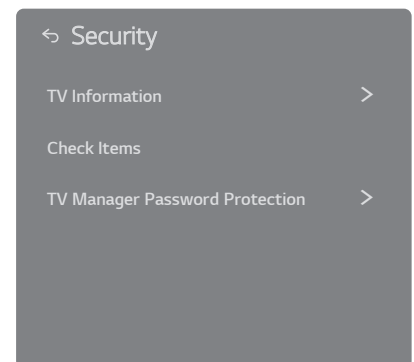 Security
TV Information
Check Items
TV Manager Password Protection